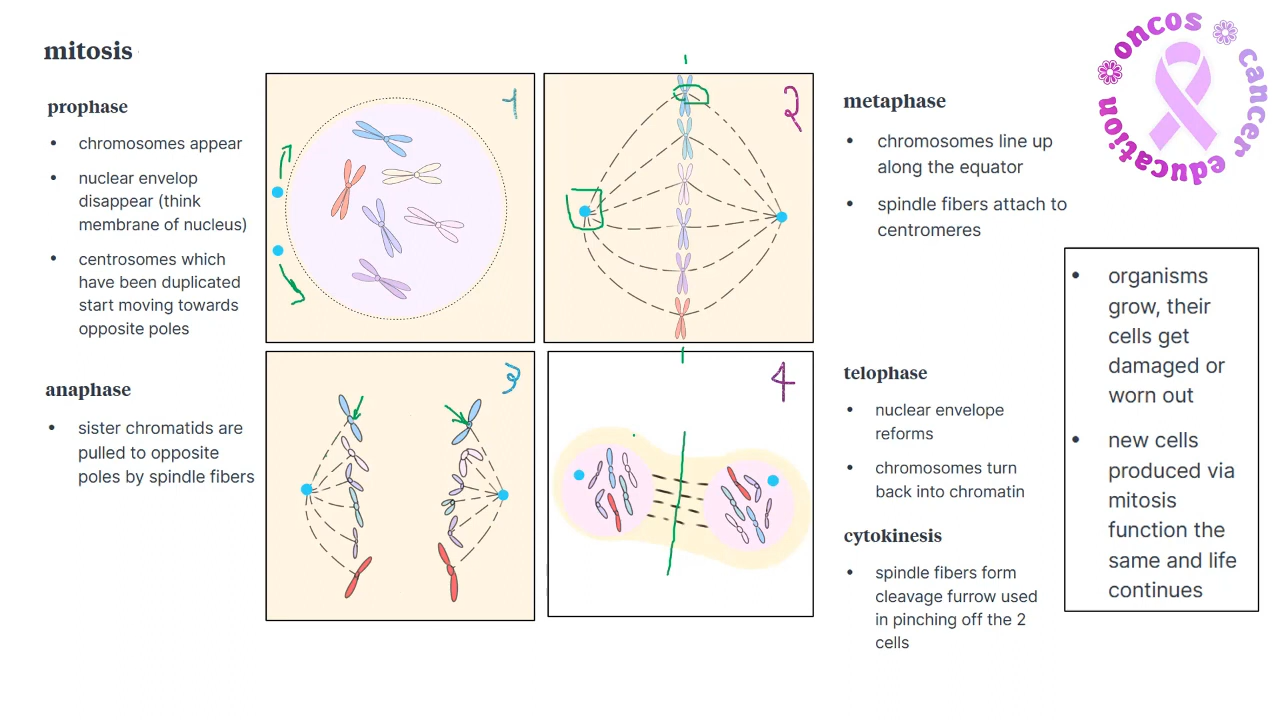 mitosis
prophase
• chromosomes appear
• nuclear envelop
disappear (think
membrane of nucleus)
• centrosomes which
have been duplicated
start moving towards
opposite poles
1
2
metaphase
• chromosomes line up
along the equator
• spindle fibers attach to
centromeres
anaphase
• sister chromatids are
pulled to opposite
poles by spindle fibers
3
4
telophase
• nuclear envelope
reforms
• chromosomes turn
back into chromatin
cytokinesis
• spindle fibers form
cleavage furrow used
in pinching off the 2
cells
• organisms
grow, their
cells get
damaged or
worn out
• new cells
produced via
mitosis
function the
same and life
continues
oncos cancer education